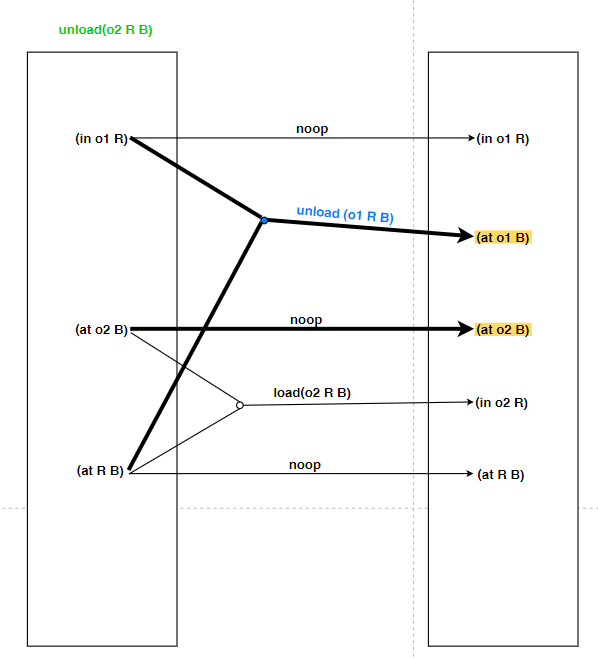 unload(o2 R B)
(in o1 R)
noop
(in o1 R)
unload (o1 R B)
(at o1 B)
(at o2 B)
noop
(at o2 B)
load(o2 R B)
(in o2 R)
(at R B)
noop
(at R B)